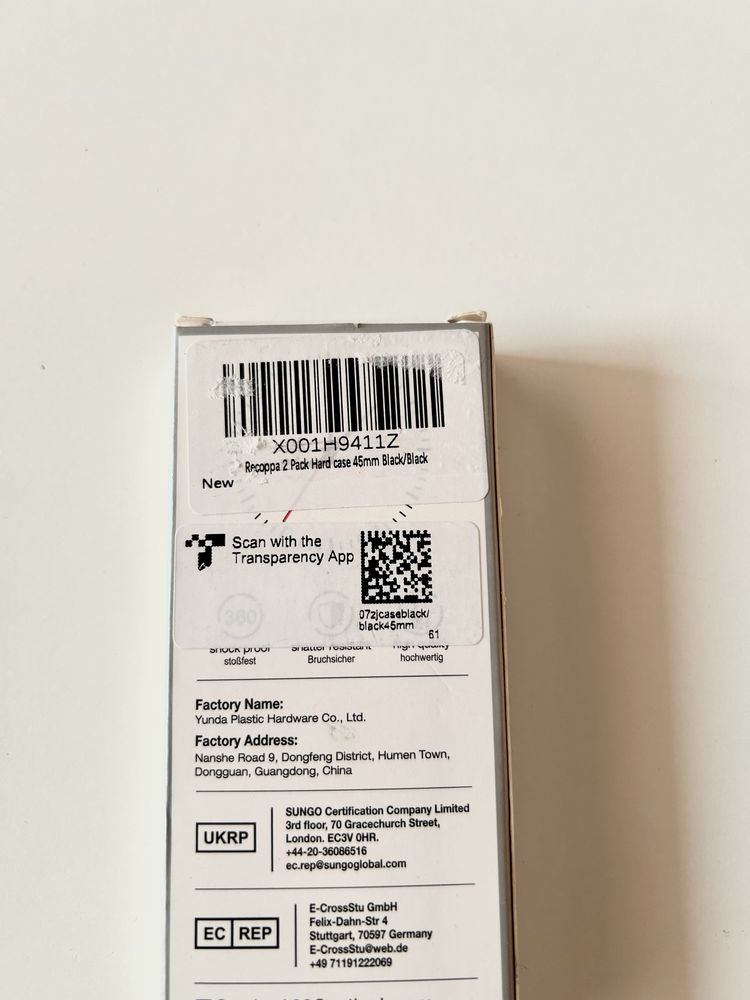 X001H9411Z
Recoppa 2 Pack Hard case 45mm Black/Black
New
Scan with the
Transparency App
07zjcaseblack/
black45mm
61
360
shock proof shatter resistant high quality
stoßfest Bruchsicher hochwertig
Factory Name:
Yunda Plastic Hardware Co., Ltd.
Factory Address:
Nanshe Road 9, Dongfeng District, Humen Town,
Dongguan, Guangdong, China
UKRP
SUNGO Certification Company Limited
3rd floor, 70 Gracechurch Street,
London. EC3V 0HR.
+44-20-36086516
ec.rep@sungoglobal.com
EC REP
E-CrossStu GmbH
Felix-Dahn-Str 4
Stuttgart, 70597 Germany
E-CrossStu@web.de
+49 71191222069